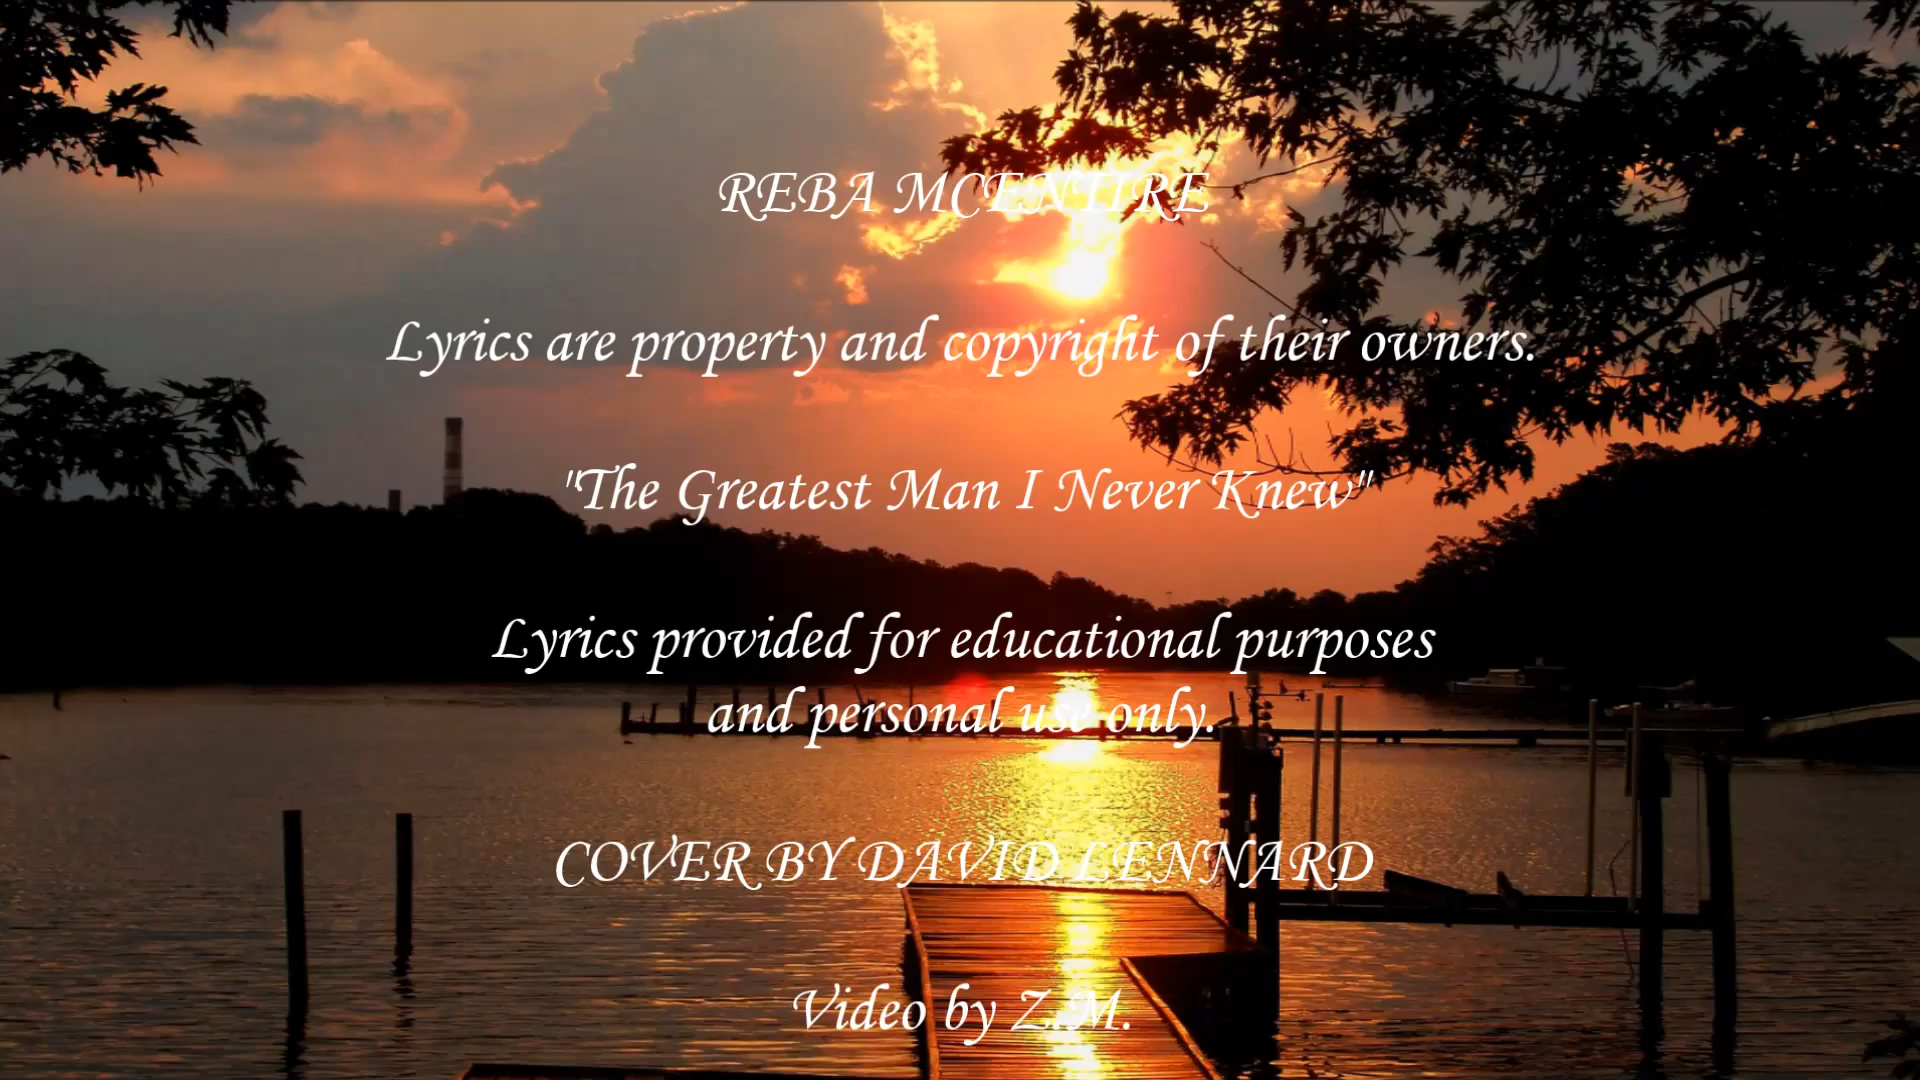 REBA MCENTIRE
Lyrics are property and copyright of their owners.
"The Greatest Man I Never Knew"
Lyrics provided for educational purposes
and personal use only.
COVER BY DAVID LENNARD
Video by Z.M.